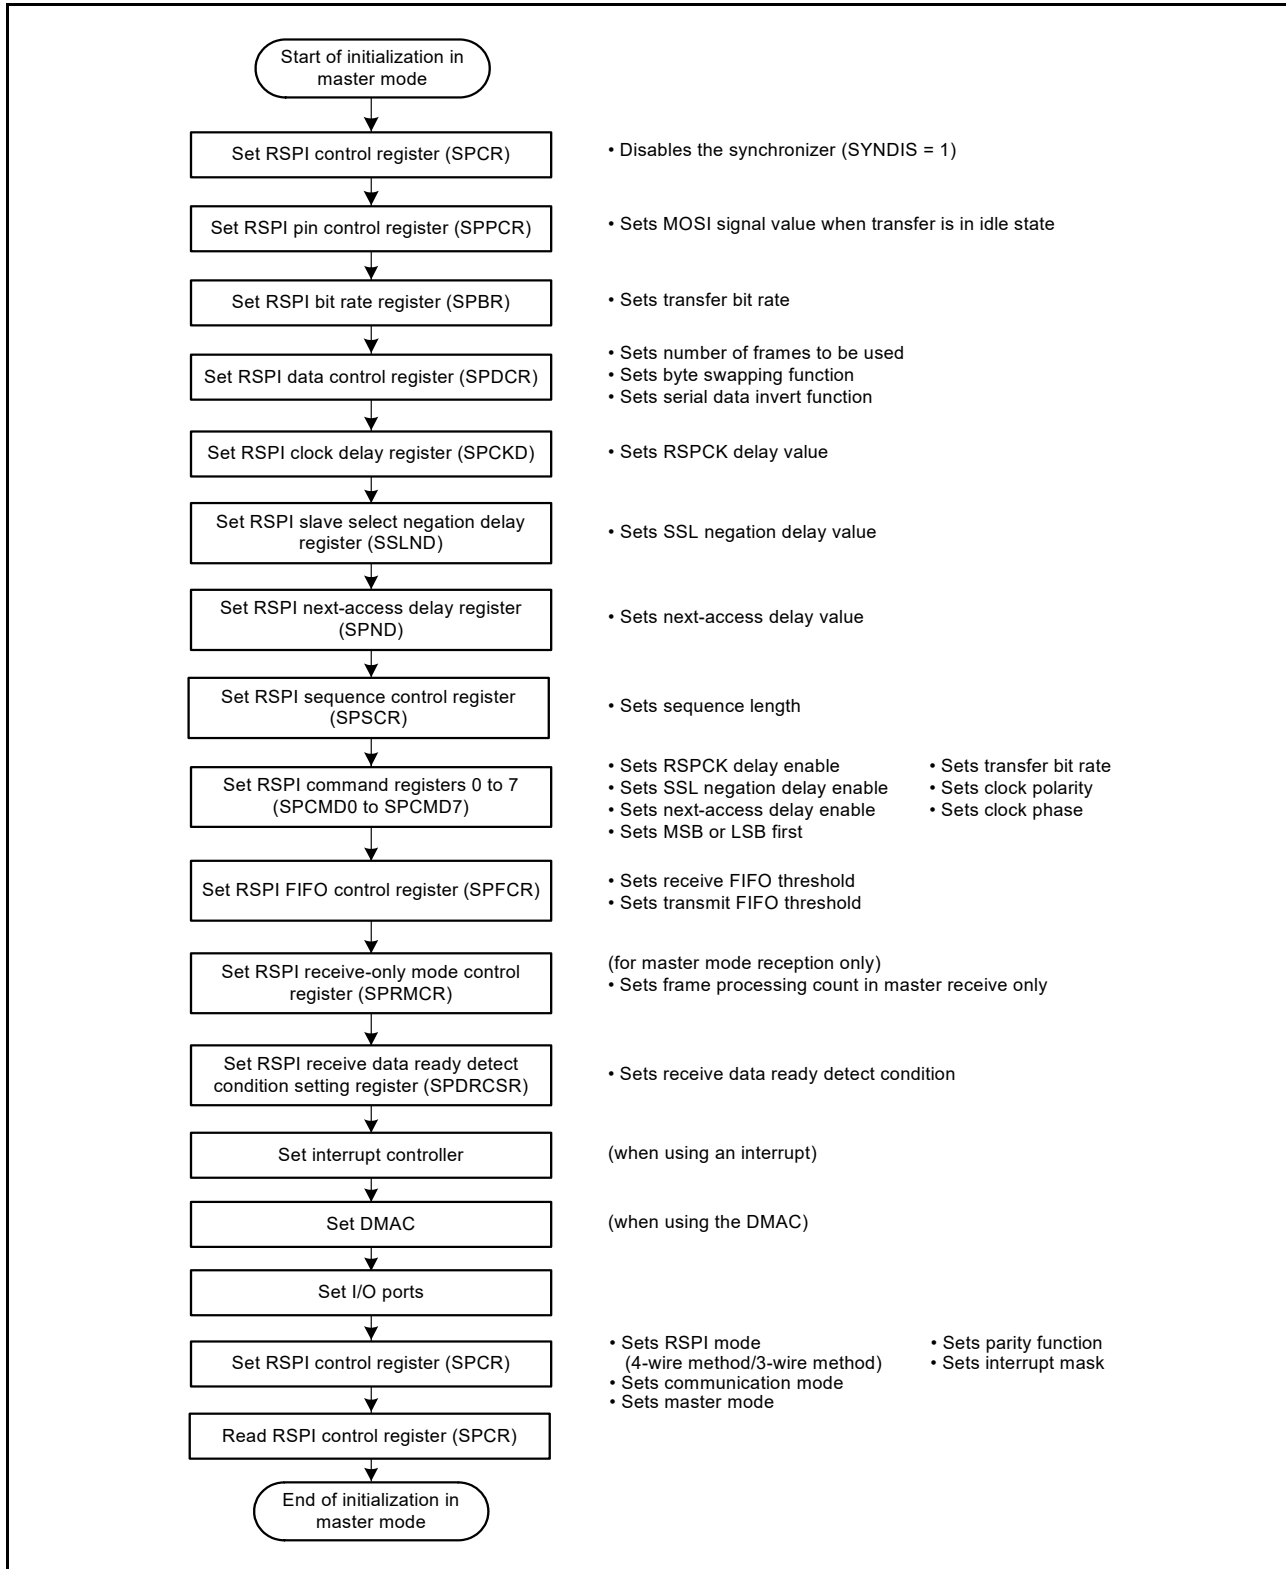 Start of initialization in
master mode
Set RSPI control register (SPCR)
• Disables the synchronizer (SYNDIS = 1)
Set RSPI pin control register (SPPCR)
• Sets MOSI signal value when transfer is in idle state
Set RSPI bit rate register (SPBR)
• Sets transfer bit rate
Set RSPI data control register (SPDCR)
• Sets number of frames to be used
• Sets byte swapping function
• Sets serial data invert function
Set RSPI clock delay register (SPCKD)
• Sets RSPCK delay value
Set RSPI slave select negation delay
register (SSLND)
• Sets SSL negation delay value
Set RSPI next-access delay register
(SPND)
• Sets next-access delay value
Set RSPI sequence control register
(SPSCR)
• Sets sequence length
Set RSPI command registers 0 to 7
(SPCMD0 to SPCMD7)
• Sets RSPCK delay enable
• Sets SSL negation delay enable
• Sets next-access delay enable
• Sets MSB or LSB first
• Sets transfer bit rate
• Sets clock polarity
• Sets clock phase
Set RSPI FIFO control register (SPFCR)
• Sets receive FIFO threshold
• Sets transmit FIFO threshold
Set RSPI receive-only mode control
register (SPRMCR)
(for master mode reception only)
• Sets frame processing count in master receive only
Set RSPI receive data ready detect
condition setting register (SPDRCSR)
• Sets receive data ready detect condition
Set interrupt controller
(when using an interrupt)
Set DMAC
(when using the DMAC)
Set I/O ports
Set RSPI control register (SPCR)
• Sets RSPI mode
(4-wire method/3-wire method)
• Sets communication mode
• Sets master mode
• Sets parity function
• Sets interrupt mask
Read RSPI control register (SPCR)
End of initialization in
master mode